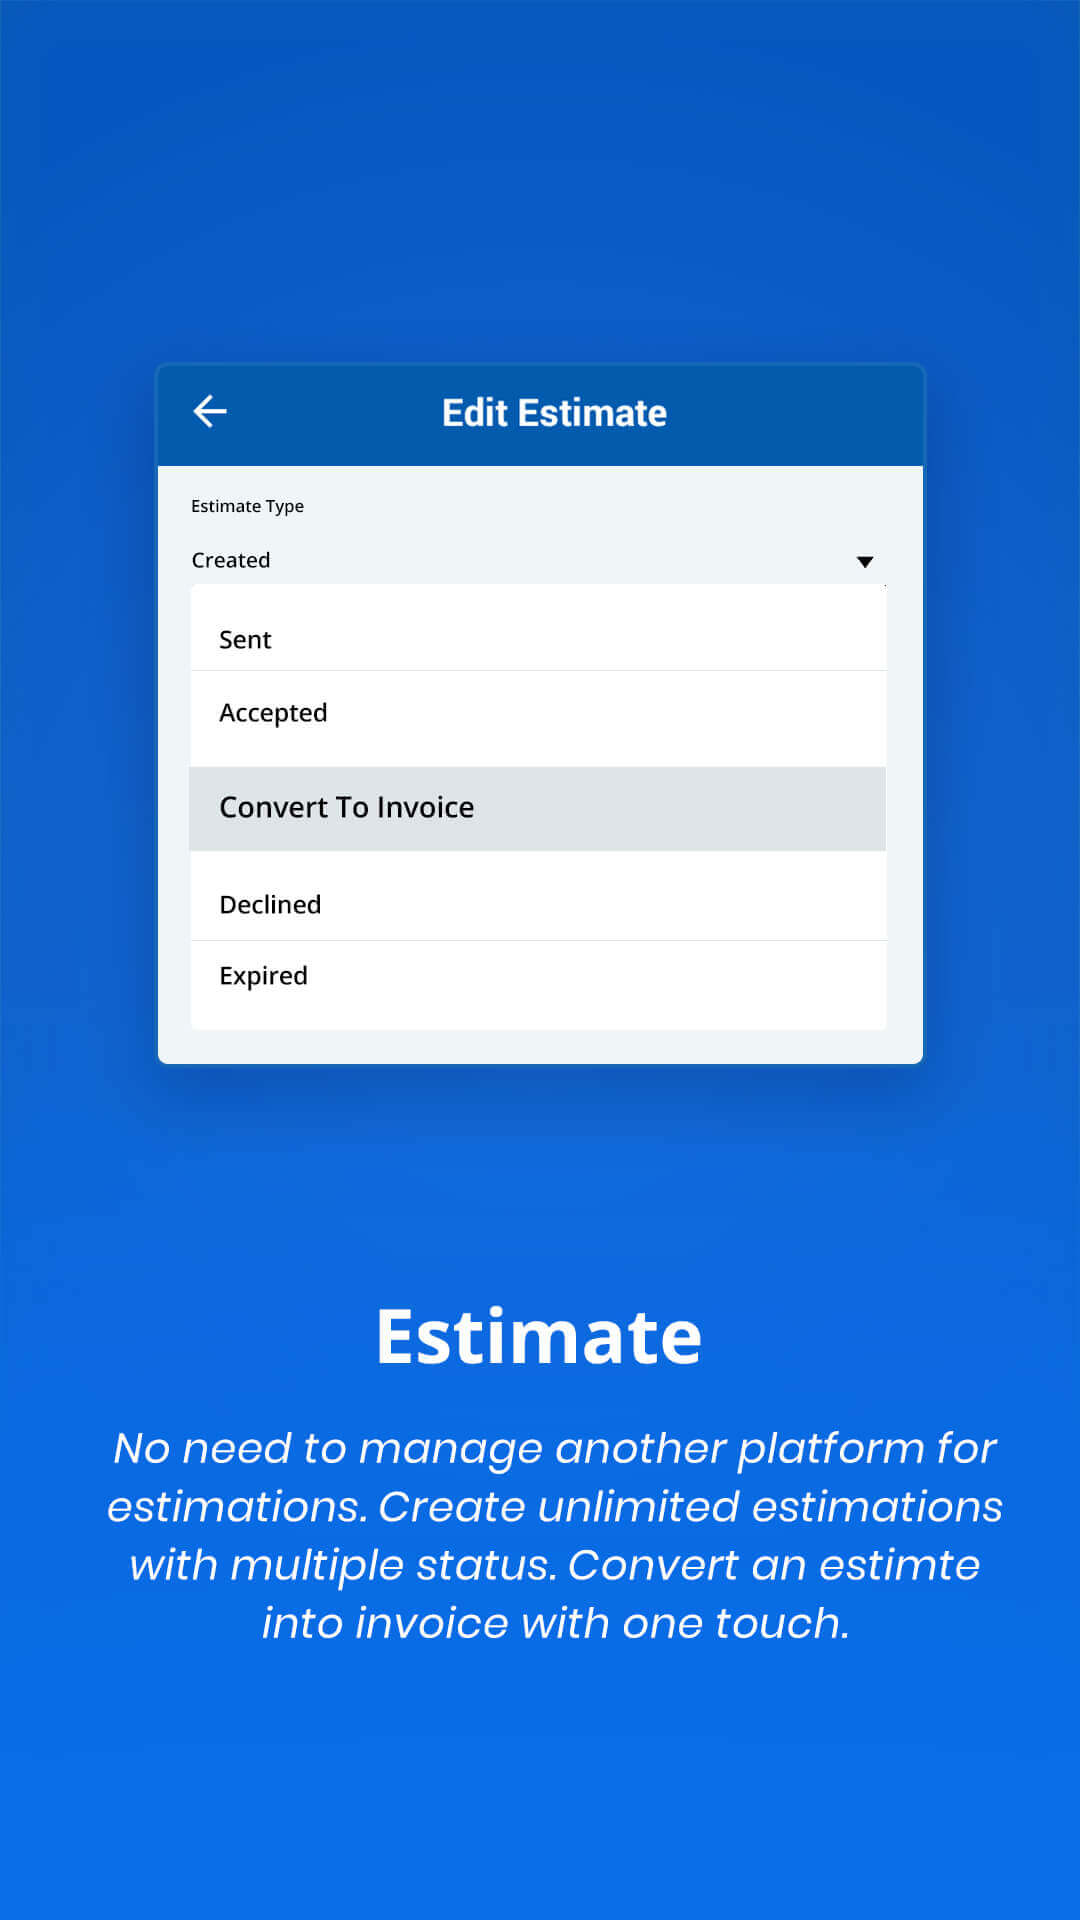 Edit Estimate
Estimate Type
Created
Sent
Accepted
Convert To Invoice
Declined
Expired
Estimate
No need to manage another platform for
estimations. Create unlimited estimations
with multiple status. Convert an estimte
into invoice with one touch.